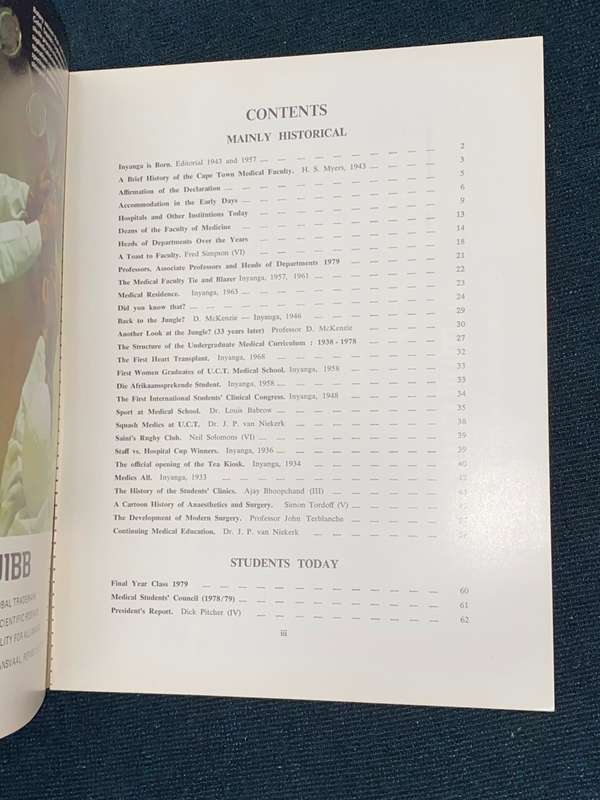 CONTENTS
MAINLY HISTORICAL
Inyanga is Born. Editorial 1943 and 1957 2
A Brief History of the Cape Town Medical Faculty. H. S. Myers, 1943 3
Affirmation of the Declaration 5
Accommodation in the Early Days 6
Hospitals and Other Institutions Today 9
Deans of the Faculty of Medicine 13
Heads of Departments Over the Years 14
A Toast to Faculty. Fred Simpson (VI) 18
Professors, Associate Professors and Heads of Departments 1979 21
The Medical Faculty Tie and Blazer Inyanga, 1957, 1961 22
Medical Residence. Inyanga, 1963 23
Did you know that? 24
Back to the Jungle? D. McKenzie — Inyanga, 1946 29
Another Look at the Jungle? (33 years later) Professor D. McKenzie 30
The Structure of the Undergraduate Medical Curriculum : 1938 - 1978 27
The First Heart Transplant. Inyanga, 1968 32
First Women Graduates of U.C.T. Medical School. Inyanga, 1958 33
Die Afrikaanssprekende Student. Inyanga, 1958 33
The First International Students' Clinical Congress. Inyanga, 1948 34
Sport at Medical School. Dr. Louis Babrow 35
Squash Medics at U.C.T. Dr. J. P. van Niekerk 38
Saint's Rugby Club. Neil Solomons (VI) 39
Staff vs. Hospital Cup Winners. Inyanga, 1936 39
The official opening of the Tea Kiosk. Inyanga, 1934 40
Medics All. Inyanga, 1933
The History of the Students' Clinics. Ajay Bhoopchand (III)
A Cartoon History of Anaesthetics and Surgery. Simon Tordoff (V)
The Development of Modern Surgery. Professor John Terblanche
Continuing Medical Education. Dr. J. P. van Niekerk
STUDENTS TODAY
Final Year Class 1979 60
Medical Students' Council (1978/79) 61
President's Report. Dick Pitcher (IV) 62
iii